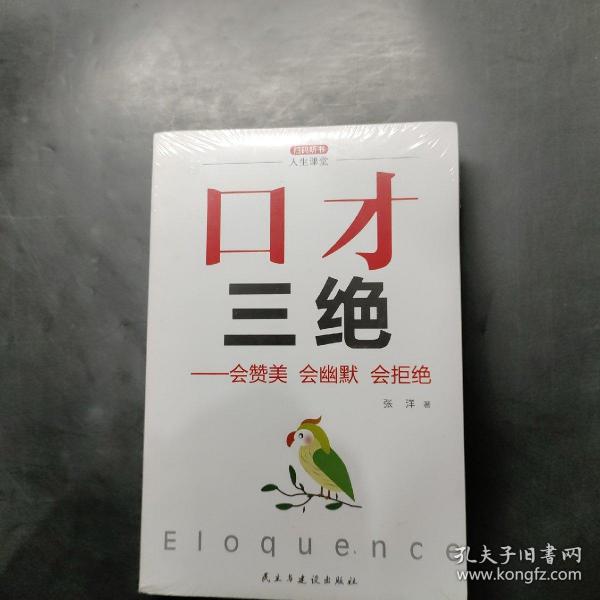 扫码听书
人生课堂
口才
三绝
——会赞美 会幽默 会拒绝
张洋 著
Eloquence
民主与建设出版社
孔夫子旧书网
www.kongfz.com